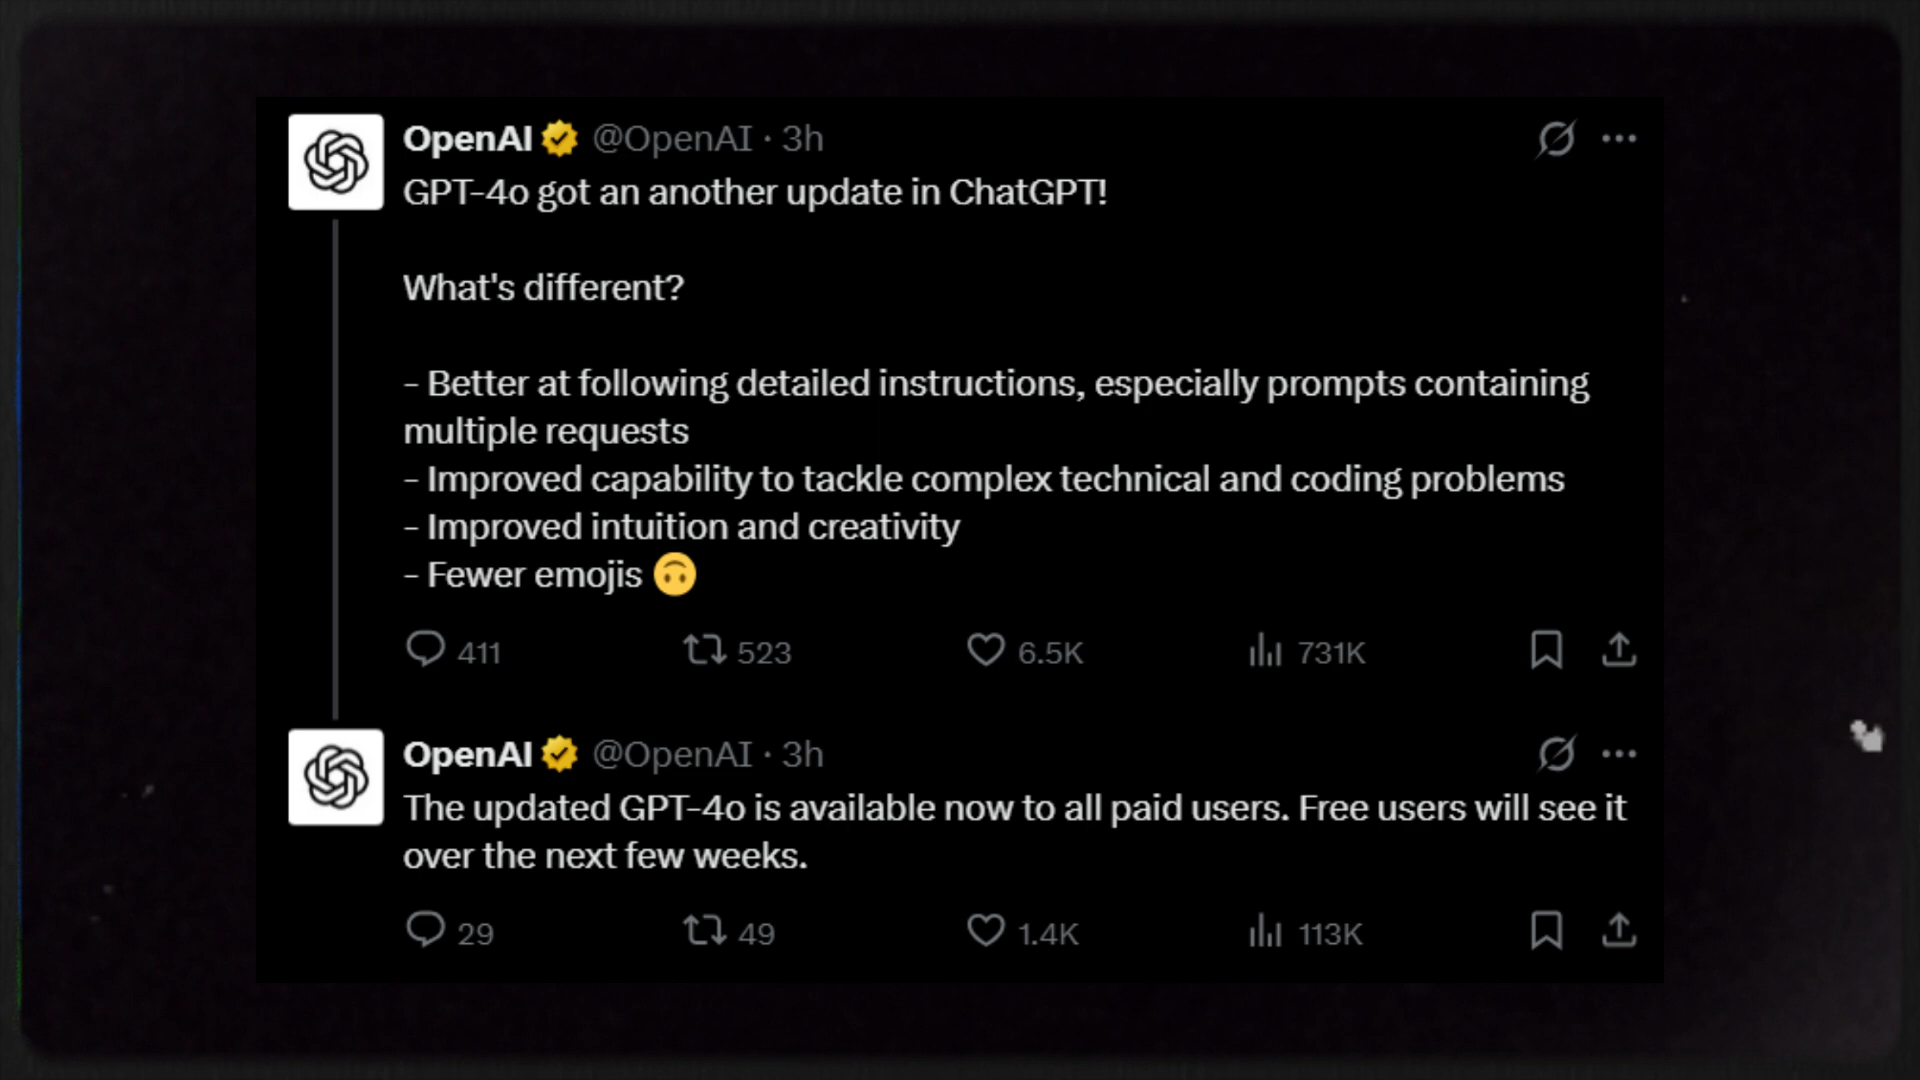 OpenAI @OpenAI · 3h
GPT-4o got an another update in ChatGPT!
What's different?
- Better at following detailed instructions, especially prompts containing
multiple requests
- Improved capability to tackle complex technical and coding problems
- Improved intuition and creativity
- Fewer emojis 🙃
411 523 6.5K 731K
OpenAI @OpenAI · 3h
The updated GPT-4o is available now to all paid users. Free users will see it
over the next few weeks.
29 49 1.4K 113K